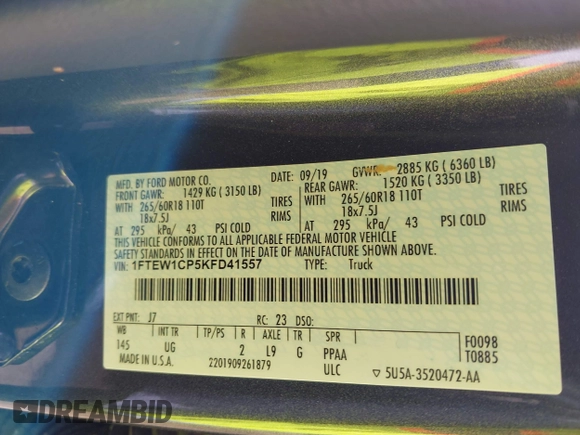 MFD. BY FORD MOTOR CO.
DATE: 09/19 GVWR: 2885 KG ( 6360 LB)
FRONT GAWR: 1429 KG ( 3150 LB)
REAR GAWR: 1520 KG ( 3350 LB)
WITH 265/60R18 110T TIRES
WITH 265/60R18 110T TIRES
18x7.5J RIMS
18x7.5J RIMS
AT 295 kPa/ 43 PSI COLD
AT 295 kPa/ 43 PSI COLD
THIS VEHICLE CONFORMS TO ALL APPLICABLE FEDERAL MOTOR VEHICLE
SAFETY STANDARDS IN EFFECT ON THE DATE OF MANUFACTURE SHOWN ABOVE.
VIN: 1FTEW1CP5KFD41557 TYPE: Truck
EXT PNT: J7 RC: 23 DSO:
WB INT TR TP/PS R AXLE TR SPR
145 UG 2 L9 G PPAA
F0098
T0885
MADE IN U.S.A. 2201909261879 ULC
▽ 5U5A-3520472-AA
DREAMBID